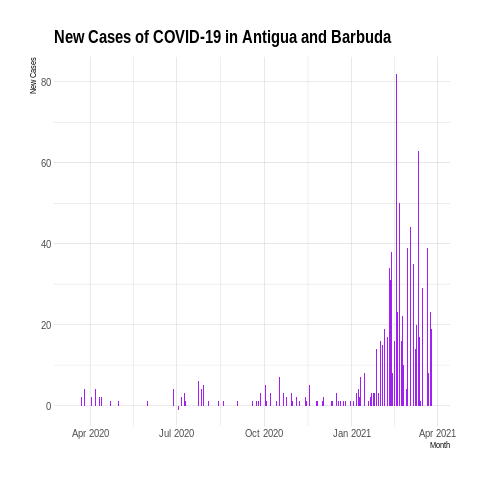 New Cases of COVID-19 in Antigua and Barbuda
New Cases
80
60
40
20
0
Apr 2020 Jul 2020 Oct 2020 Jan 2021 Apr 2021
Month